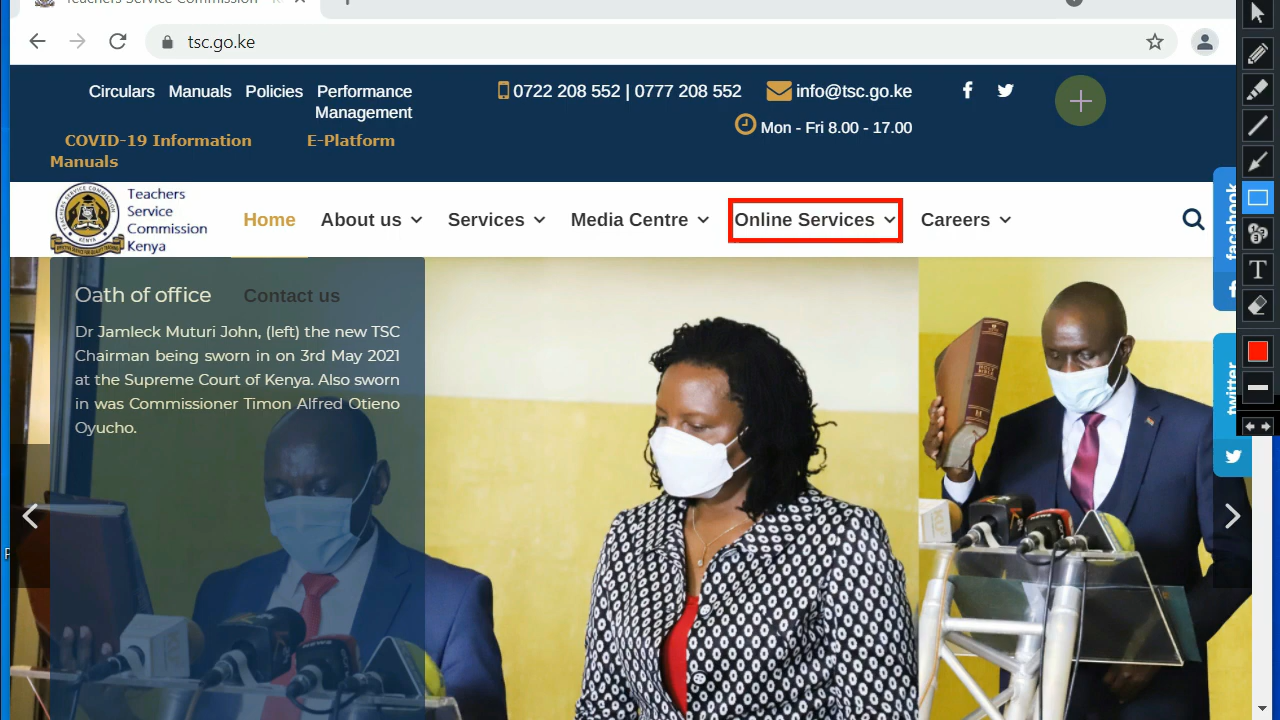 Teachers Service Commission – K
tsc.go.ke
Circulars Manuals Policies Performance Management
0722 208 552 | 0777 208 552
info@tsc.go.ke
Mon - Fri 8.00 - 17.00
COVID-19 Information E-Platform
Manuals
Teachers
Service
Commission
Kenya
Home About us Services Media Centre Online Services Careers
Contact us
Oath of office
Dr Jamleck Muturi John, (left) the new TSC
Chairman being sworn in on 3rd May 2021
at the Supreme Court of Kenya. Also sworn
in was Commissioner Timon Alfred Otieno
Oyucho.
facebook
twitter
T